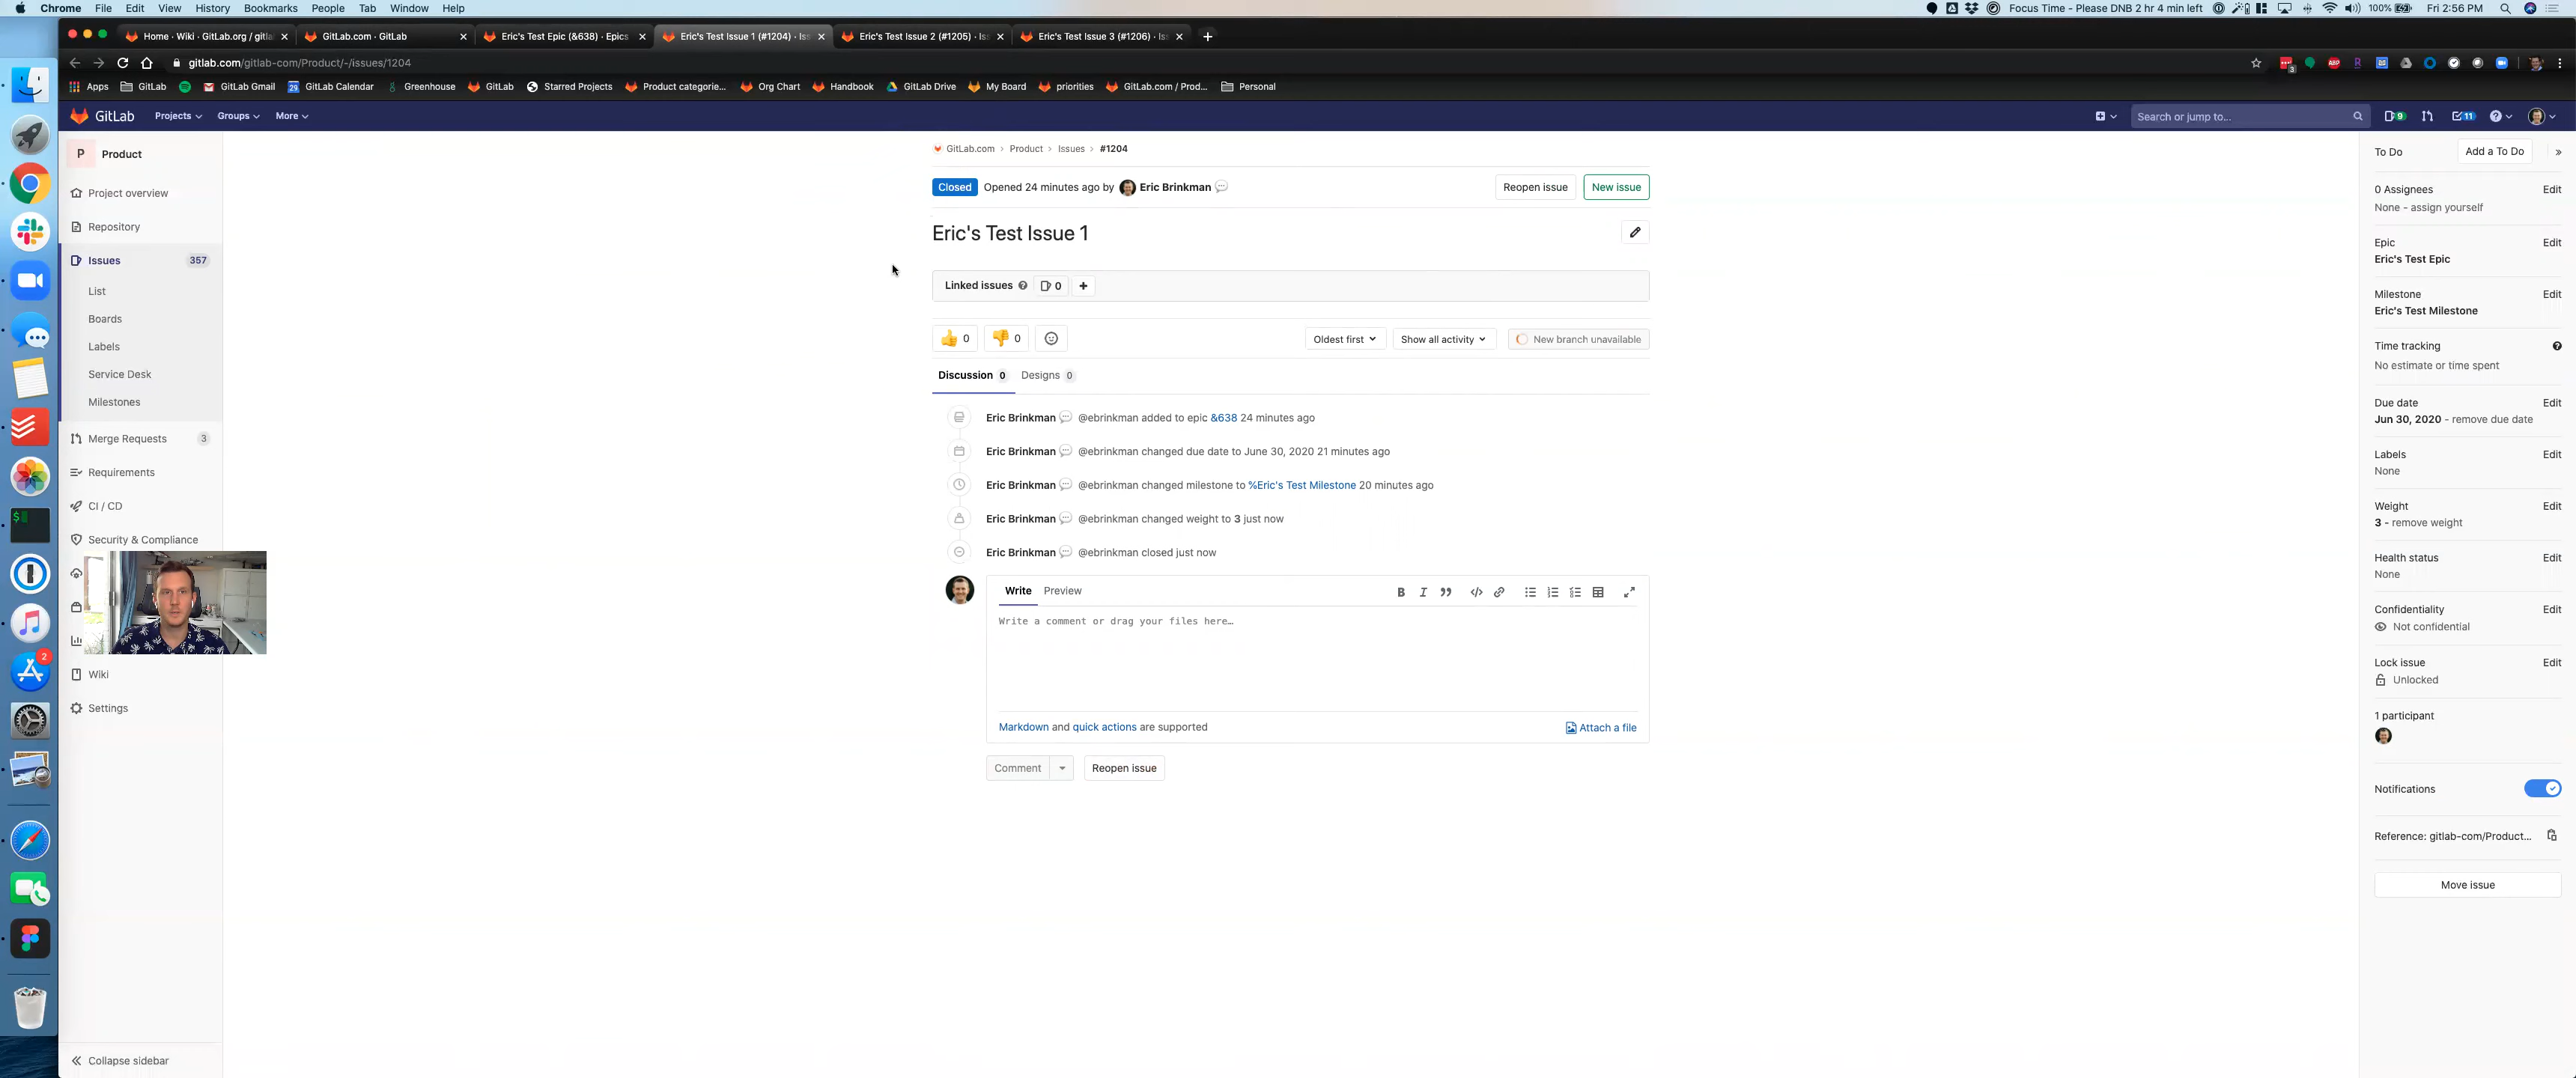 Chrome File Edit View History Bookmarks People Tab Window Help
Focus Time - Please DNB 2 hr 4 min left 100% Fri 2:56 PM
Home · Wiki · GitLab.org / gitla
GitLab.com · GitLab
Eric's Test Epic (&638) · Epics
Eric's Test Issue 1 (#1204) · Iss
Eric's Test Issue 2 (#1205) · Is
Eric's Test Issue 3 (#1206) · Is
gitlab.com/gitlab-com/Product/-/issues/1204
3
Apps GitLab GitLab Gmail 29 GitLab Calendar Greenhouse GitLab Starred Projects Product categorie... Org Chart Handbook GitLab Drive My Board priorities GitLab.com / Prod... Personal
GitLab Projects Groups More
Search or jump to...
9
11
P Product
Project overview
Repository
Issues 357
List
Boards
Labels
Service Desk
Milestones
Merge Requests 3
Requirements
CI / CD
Security & Compliance
Wiki
Settings
Collapse sidebar
2
GitLab.com > Product > Issues > #1204
Closed Opened 24 minutes ago by Eric Brinkman
Reopen issue New issue
Eric's Test Issue 1
Linked issues 0 +
0 0
Oldest first Show all activity New branch unavailable
Discussion 0 Designs 0
Eric Brinkman @ebrinkman added to epic &638 24 minutes ago
Eric Brinkman @ebrinkman changed due date to June 30, 2020 21 minutes ago
Eric Brinkman @ebrinkman changed milestone to %Eric's Test Milestone 20 minutes ago
Eric Brinkman @ebrinkman changed weight to 3 just now
Eric Brinkman @ebrinkman closed just now
Write Preview
B I
Write a comment or drag your files here…
Markdown and quick actions are supported
Attach a file
Comment Reopen issue
To Do Add a To Do »
0 Assignees Edit
None - assign yourself
Epic Edit
Eric's Test Epic
Milestone Edit
Eric's Test Milestone
Time tracking
No estimate or time spent
Due date Edit
Jun 30, 2020 - remove due date
Labels Edit
None
Weight Edit
3 - remove weight
Health status Edit
None
Confidentiality Edit
Not confidential
Lock issue Edit
Unlocked
1 participant
Notifications
Reference: gitlab-com/Product...
Move issue